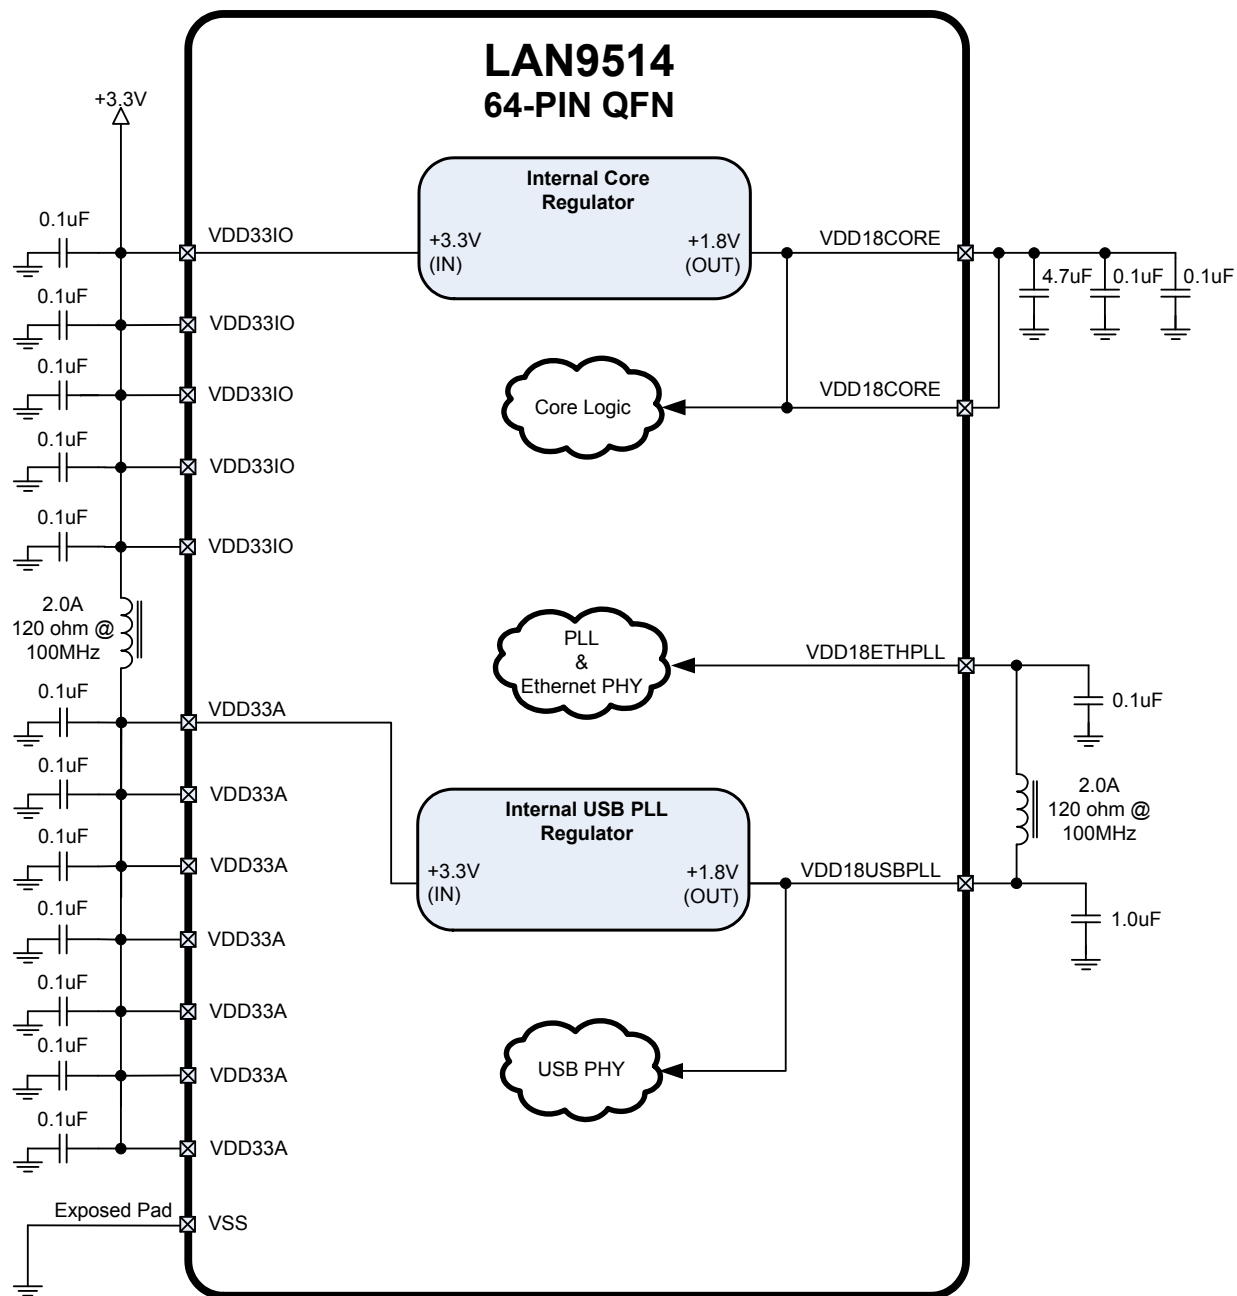 LAN9514
64-PIN QFN
+3.3V
Internal Core
Regulator
0.1uF
VDD33IO
+3.3V
(IN)
+1.8V
(OUT)
VDD18CORE
4.7uF
0.1uF
0.1uF
0.1uF
VDD33IO
0.1uF
VDD33IO
Core Logic
VDD18CORE
0.1uF
VDD33IO
0.1uF
VDD33IO
2.0A
120 ohm @
100MHz
PLL
&
Ethernet PHY
VDD18ETHPLL
0.1uF
0.1uF
VDD33A
0.1uF
VDD33A
Internal USB PLL
Regulator
2.0A
120 ohm @
100MHz
0.1uF
VDD33A
+3.3V
(IN)
+1.8V
(OUT)
VDD18USBPLL
1.0uF
0.1uF
VDD33A
0.1uF
VDD33A
0.1uF
VDD33A
USB PHY
0.1uF
VDD33A
Exposed Pad
VSS